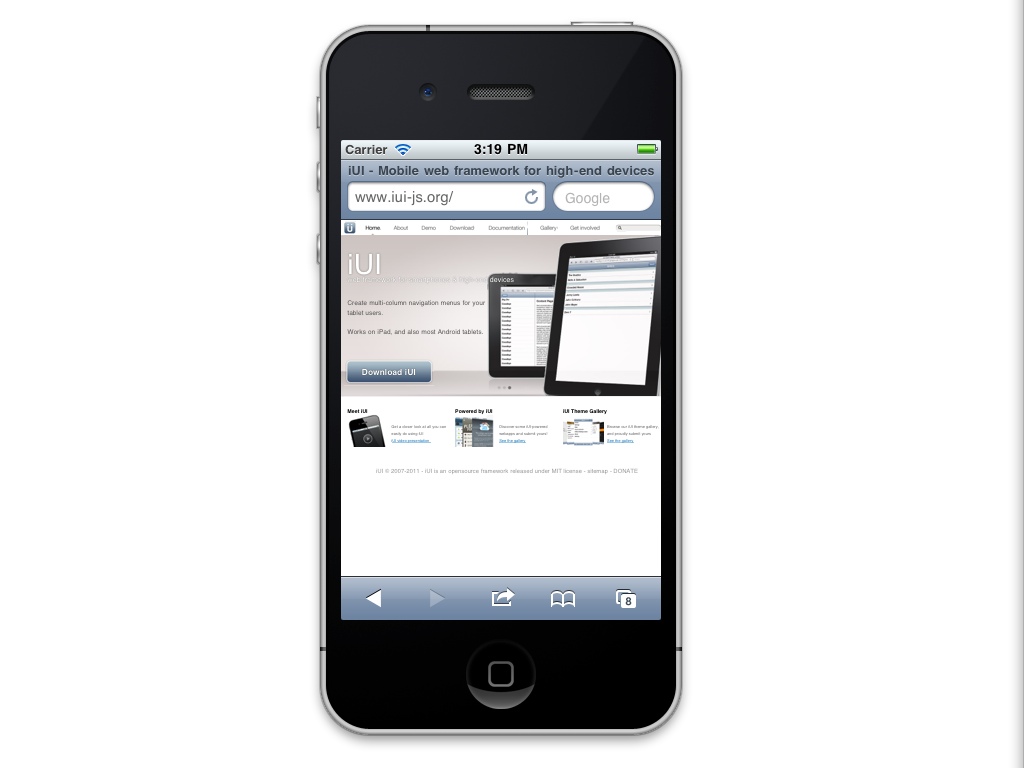 Carrier 3:19 PM
iUI - Mobile web framework for high-end devices
www.iui-js.org/ Google
Home About Demo Download Documentation Gallery Get involved
iUI
devices
Create multi-column navigation menus for your
tablet users.
Works on iPad, and also most Android tablets.
Download iUI
Meet iUI Powered by iUI iUI Theme Gallery
Get a closer look at all you can
easily do using iUI
iUI video presentation.
Discover some iUI powered
webapps and submit yours!
See the gallery.
Browse our iUI theme gallery
and proudly submit yours.
See the gallery.
iUI © 2007-2011 - iUI is an opensource framework released under MIT license - sitemap - DONATE
8